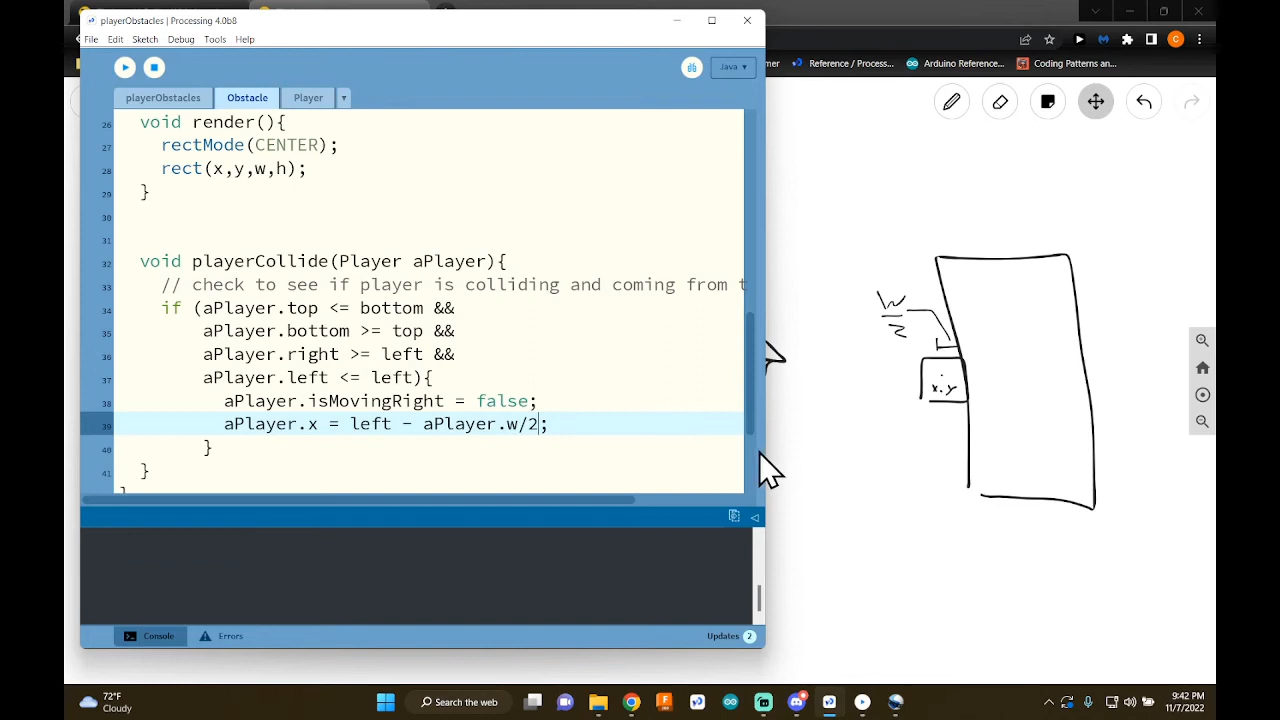 playerObstacles | Processing 4.0b8
File Edit Sketch Debug Tools Help
Java
playerObstacles Obstacle Player
26 void render(){
27 rectMode(CENTER);
28 rect(x,y,w,h);
29 }
30
31
32 void playerCollide(Player aPlayer){
33 // check to see if player is colliding and coming from t
34 if (aPlayer.top <= bottom &&
35 aPlayer.bottom >= top &&
36 aPlayer.right >= left &&
37 aPlayer.left <= left){
38 aPlayer.isMovingRight = false;
39 aPlayer.x = left - aPlayer.w/2;
40 }
41 }
Console Errors Updates 2
C
Reference / Process... Arduino Reference... Coding Patterns and...
W
2
x.y
72°F
Cloudy
Search the web
9:42 PM
11/7/2022